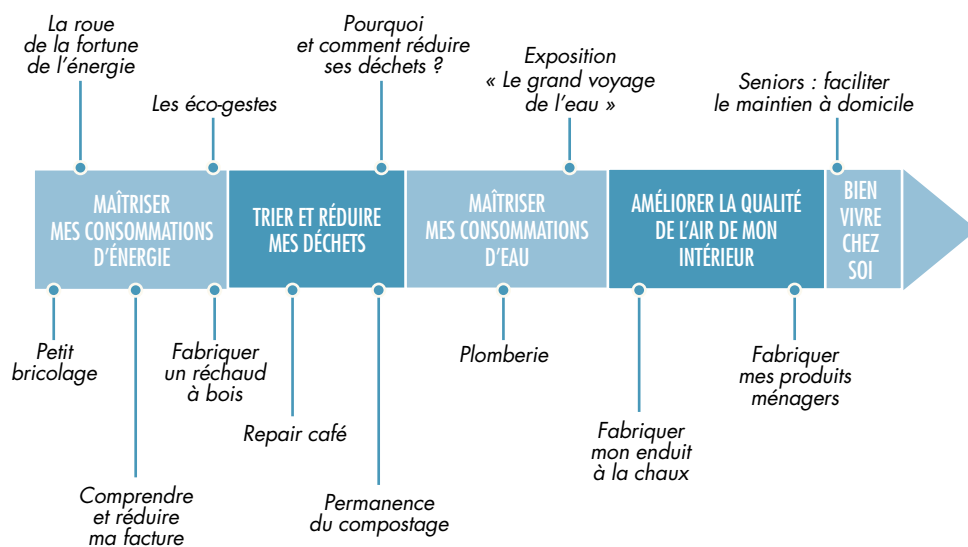 La roue
de la fortune
de l'énergie
Les éco-gestes
Pourquoi
et comment réduire
ses déchets ?
Exposition
« Le grand voyage
de l'eau »
Seniors : faciliter
le maintien à domicile
MAÎTRISER
MES CONSOMMATIONS
D'ÉNERGIE
TRIER ET RÉDUIRE
MES DÉCHETS
MAÎTRISER
MES CONSOMMATIONS
D'EAU
AMÉLIORER LA QUALITÉ
DE L'AIR DE MON
INTÉRIEUR
BIEN
VIVRE
CHEZ
SOI
Petit
bricolage
Comprendre
et réduire
ma facture
Fabriquer
un réchaud
à bois
Repair café
Permanence
du compostage
Plomberie
Fabriquer
mon enduit
à la chaux
Fabriquer
mes produits
ménagers